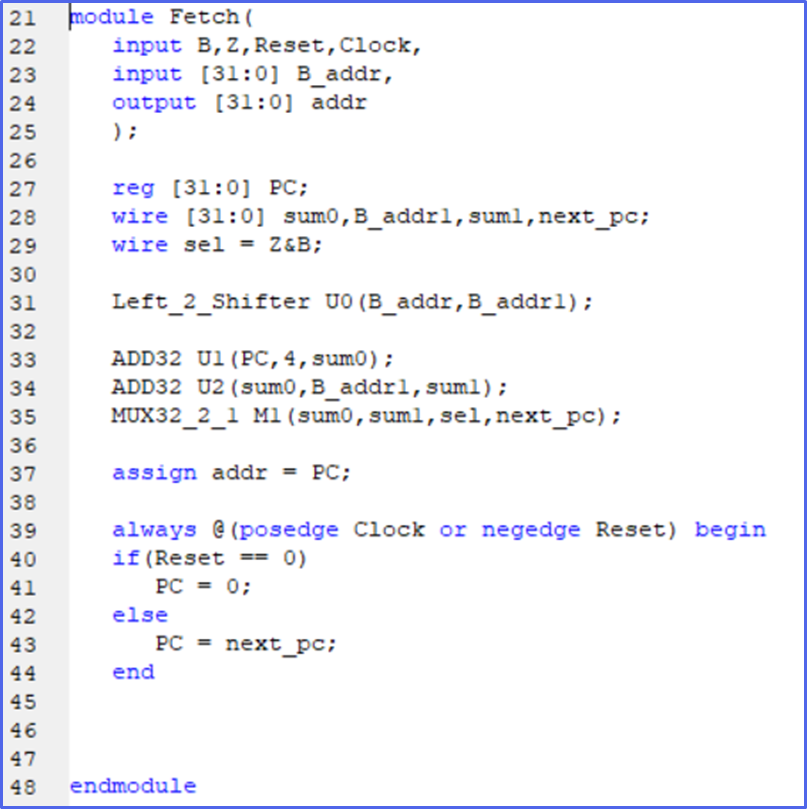 21 module Fetch(
22 input B,Z,Reset,Clock,
23 input [31:0] B_addr,
24 output [31:0] addr
25 );
26
27 reg [31:0] PC;
28 wire [31:0] sum0,B_addr1,sum1,next_pc;
29 wire sel = Z&B;
30
31 Left_2_Shifter U0(B_addr,B_addr1);
32
33 ADD32 U1(PC,4,sum0);
34 ADD32 U2(sum0,B_addr1,sum1);
35 MUX32_2_1 M1(sum0,sum1,sel,next_pc);
36
37 assign addr = PC;
38
39 always @(posedge Clock or negedge Reset) begin
40 if(Reset == 0)
41 PC = 0;
42 else
43 PC = next_pc;
44 end
45
46
47
48 endmodule